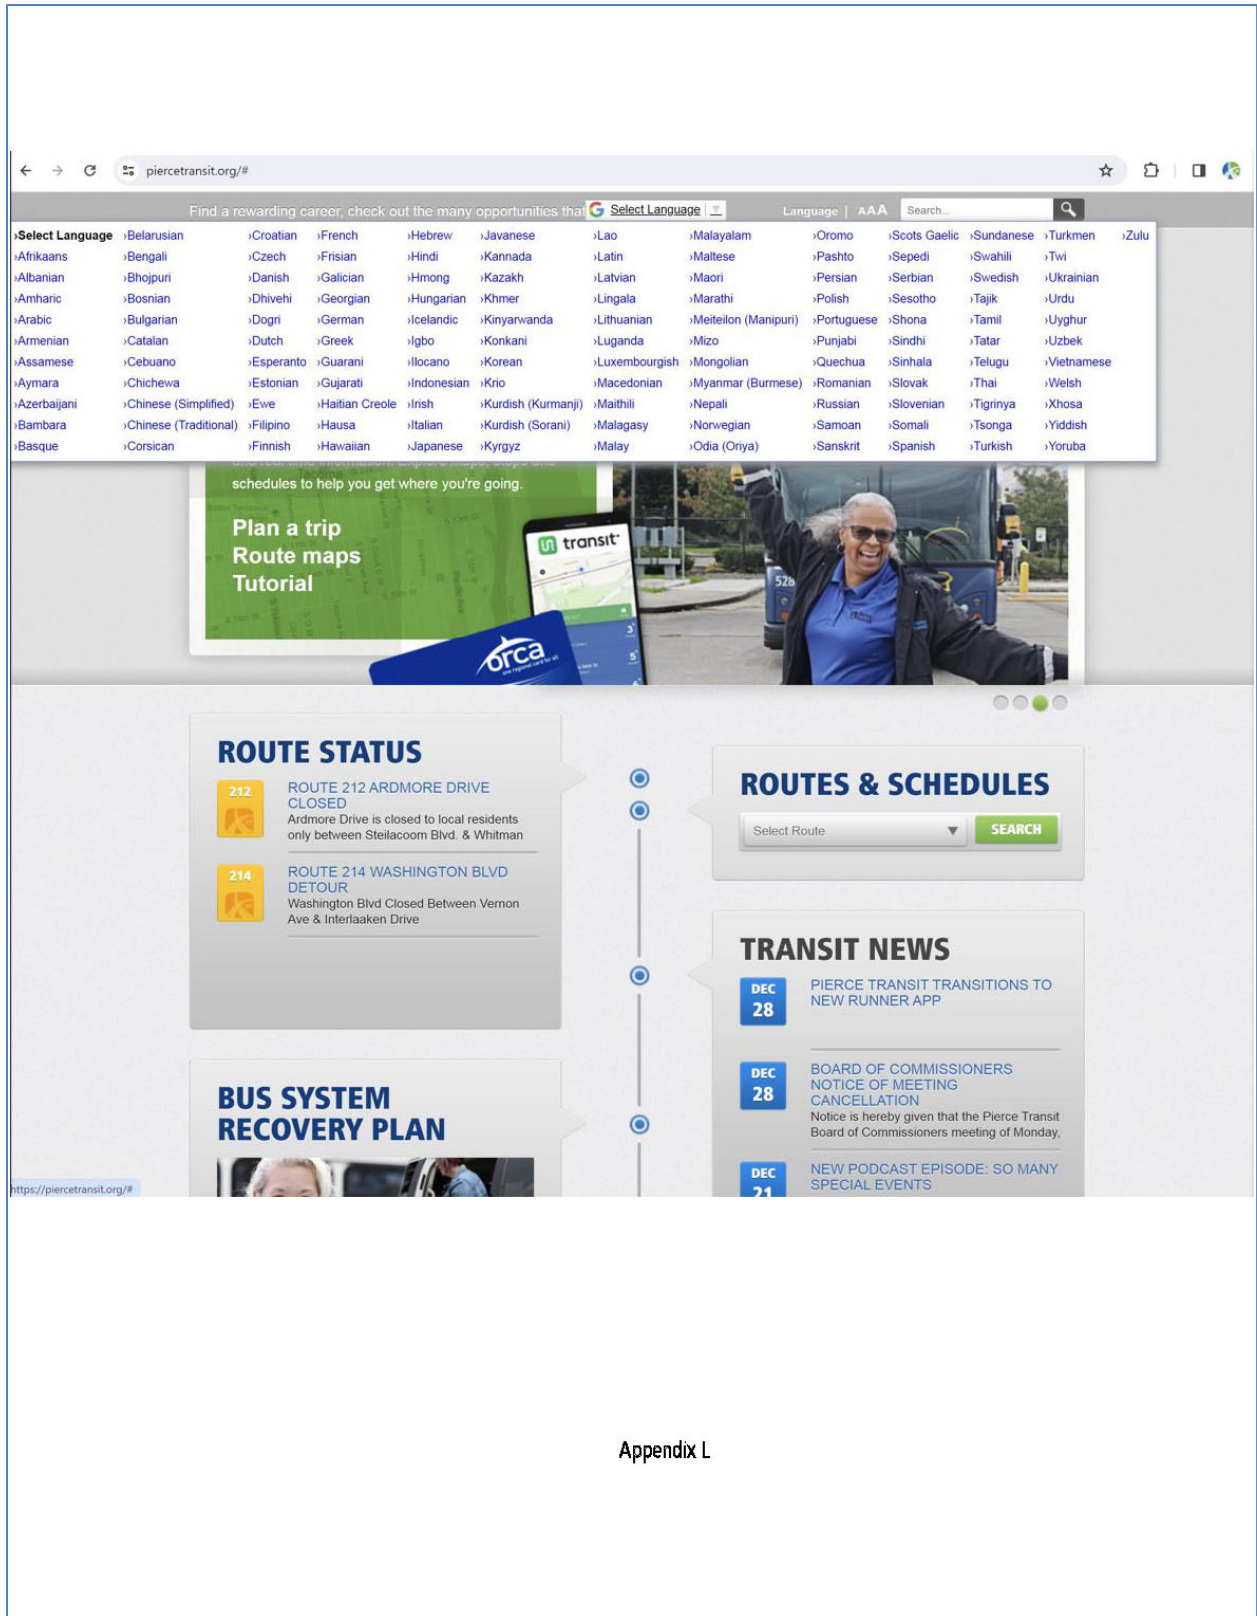 piercetransit.org/#
Find a rewarding career, check out the many opportunities that
Select Language
Language | AAA
Search...
›Select Language ›Belarusian ›Croatian ›French ›Hebrew ›Javanese ›Lao ›Malayalam ›Oromo ›Scots Gaelic ›Sundanese ›Turkmen ›Zulu
›Afrikaans ›Bengali ›Czech ›Frisian ›Hindi ›Kannada ›Latin ›Maltese ›Pashto ›Sepedi ›Swahili ›Twi
›Albanian ›Bhojpuri ›Danish ›Galician ›Hmong ›Kazakh ›Latvian ›Maori ›Persian ›Serbian ›Swedish ›Ukrainian
›Amharic ›Bosnian ›Dhivehi ›Georgian ›Hungarian ›Khmer ›Lingala ›Marathi ›Polish ›Sesotho ›Tajik ›Urdu
›Arabic ›Bulgarian ›Dogri ›German ›Icelandic ›Kinyarwanda ›Lithuanian ›Meiteilon (Manipuri) ›Portuguese ›Shona ›Tamil ›Uyghur
›Armenian ›Catalan ›Dutch ›Greek ›Igbo ›Konkani ›Luganda ›Mizo ›Punjabi ›Sindhi ›Tatar ›Uzbek
›Assamese ›Cebuano ›Esperanto ›Guarani ›Ilocano ›Korean ›Luxembourgish ›Mongolian ›Quechua ›Sinhala ›Telugu ›Vietnamese
›Aymara ›Chichewa ›Estonian ›Gujarati ›Indonesian ›Krio ›Macedonian ›Myanmar (Burmese) ›Romanian ›Slovak ›Thai ›Welsh
›Azerbaijani ›Chinese (Simplified) ›Ewe ›Haitian Creole ›Irish ›Kurdish (Kurmanji) ›Maithili ›Nepali ›Russian ›Slovenian ›Tigrinya ›Xhosa
›Bambara ›Chinese (Traditional) ›Filipino ›Hausa ›Italian ›Kurdish (Sorani) ›Malagasy ›Norwegian ›Samoan ›Somali ›Tsonga ›Yiddish
›Basque ›Corsican ›Finnish ›Hawaiian ›Japanese ›Kyrgyz ›Malay ›Odia (Oriya) ›Sanskrit ›Spanish ›Turkish ›Yoruba
schedules to help you get where you're going.
Plan a trip
Route maps
Tutorial
transit
orca
one regional card for all
528
ROUTE STATUS
212
ROUTE 212 ARDMORE DRIVE
CLOSED
Ardmore Drive is closed to local residents
only between Steilacoom Blvd. & Whitman
214
ROUTE 214 WASHINGTON BLVD
DETOUR
Washington Blvd Closed Between Vernon
Ave & Interlaaken Drive
BUS SYSTEM
RECOVERY PLAN
ROUTES & SCHEDULES
Select Route
SEARCH
TRANSIT NEWS
DEC
28
PIERCE TRANSIT TRANSITIONS TO
NEW RUNNER APP
DEC
28
BOARD OF COMMISSIONERS
NOTICE OF MEETING
CANCELLATION
Notice is hereby given that the Pierce Transit
Board of Commissioners meeting of Monday,
DEC
21
NEW PODCAST EPISODE: SO MANY
SPECIAL EVENTS
https://piercetransit.org/#
Appendix L